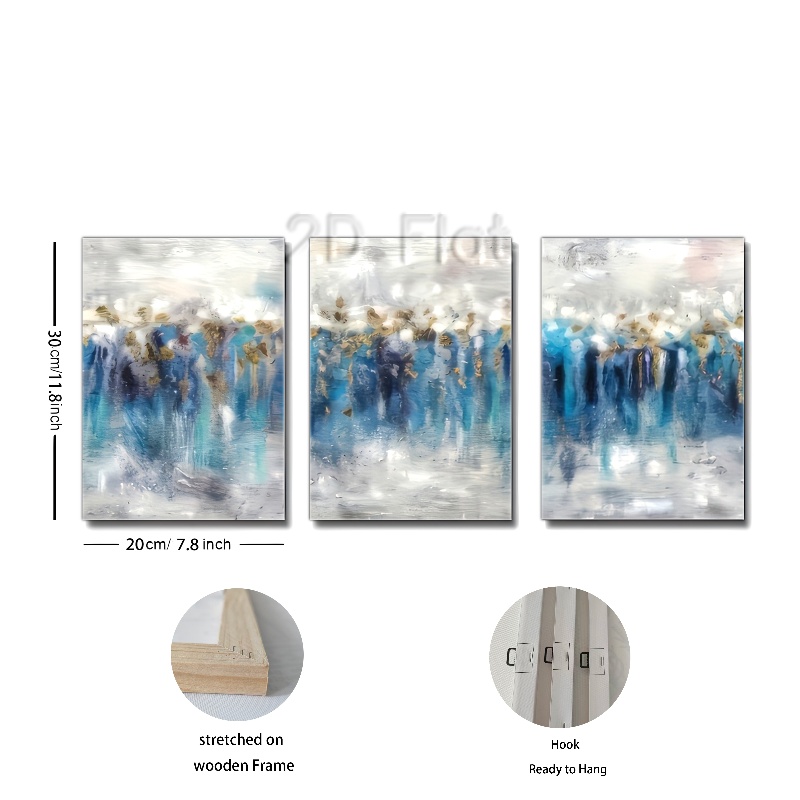 2D Flat
30cm/11.8inch
20cm/ 7.8 inch
stretched on
wooden Frame
Hook
Ready to Hang